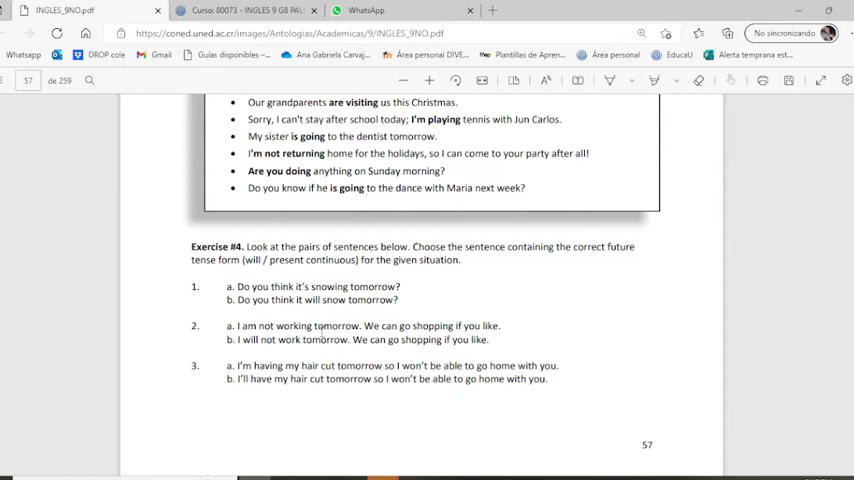 INGLES_9NO.pdf
Curso: 80073 - INGLES 9 G8 PAL
WhatsApp
https://coned.uned.ac.cr/images/Antologias/Academicas/9/INGLES_9NO.pdf
No sincronizando
Whatsapp
DROP cole
Gmail
Guías disponibles –...
Ana Gabriela Carvaj...
Área personal DIVE...
Plantillas de Apren...
Área personal
EducaU
Alerta temprana est...
57 de 259
• Our grandparents are visiting us this Christmas.
• Sorry, I can't stay after school today; I'm playing tennis with Jun Carlos.
• My sister is going to the dentist tomorrow.
• I'm not returning home for the holidays, so I can come to your party after all!
• Are you doing anything on Sunday morning?
• Do you know if he is going to the dance with Maria next week?
Exercise #4. Look at the pairs of sentences below. Choose the sentence containing the correct future
tense form (will / present continuous) for the given situation.
1. a. Do you think it's snowing tomorrow?
b. Do you think it will snow tomorrow?
2. a. I am not working tomorrow. We can go shopping if you like.
b. I will not work tomorrow. We can go shopping if you like.
3. a. I'm having my hair cut tomorrow so I won't be able to go home with you.
b. I'll have my hair cut tomorrow so I won't be able to go home with you.
57